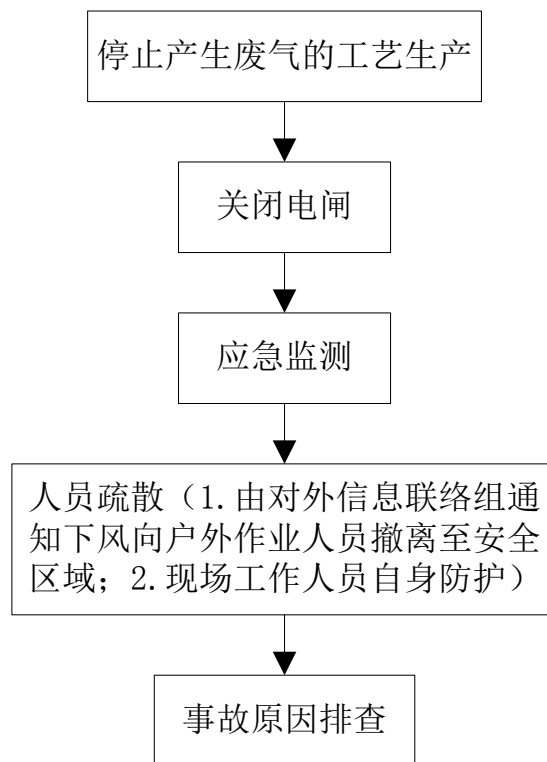 停止产生废气的工艺生产
关闭电闸
应急监测
人员疏散（1.由对外信息联络组通
知下风向户外作业人员撤离至安全
区域；2.现场工作人员自身防护）
事故原因排查